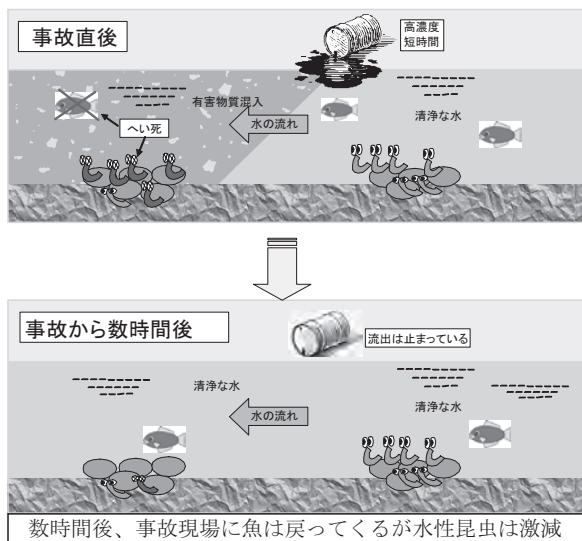 事故直後
高濃度
短時間
有害物質混入
清浄な水
へい死
水の流れ
事故から数時間後
流出は止まっている
清浄な水
清浄な水
水の流れ
数時間後、事故現場に魚は戻ってくるが水性昆虫は激減